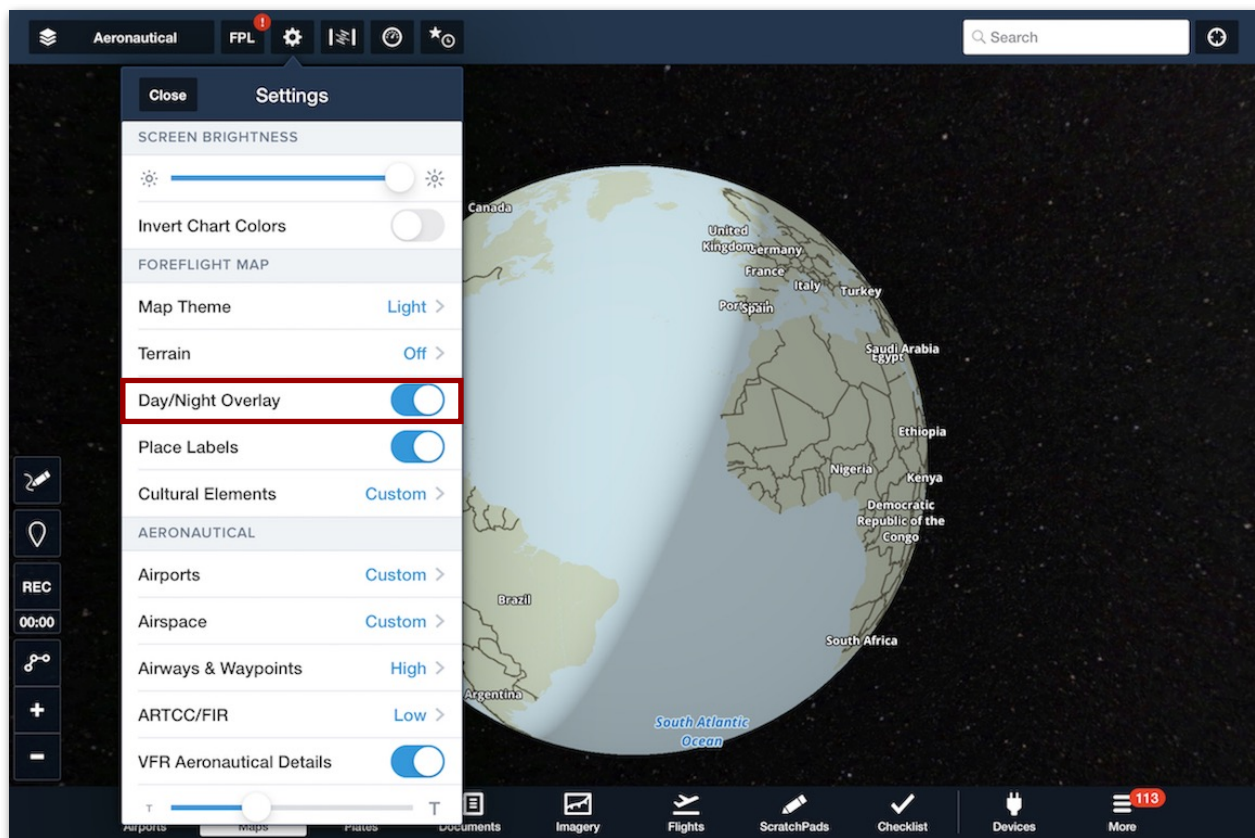 Aeronautical
FPL
!
Search
Close
Settings
SCREEN BRIGHTNESS
Invert Chart Colors
FOREFLIGHT MAP
Map Theme
Light
Terrain
Off
Day/Night Overlay
Place Labels
Cultural Elements
Custom
AERONAUTICAL
Airports
Custom
Airspace
Custom
Airways & Waypoints
High
ARTCC/FIR
Low
VFR Aeronautical Details
T
T
REC
00:00
Canada
United
Kingdom
Germany
France
Italy
Turkey
Portugal
Spain
Saudi Arabia
Egypt
Ethiopia
Nigeria
Kenya
Democratic
Republic of the
Congo
Brazil
South Africa
Argentina
South Atlantic
Ocean
Airports
Maps
Plates
Documents
Imagery
Flights
ScratchPads
Checklist
Devices
More
113